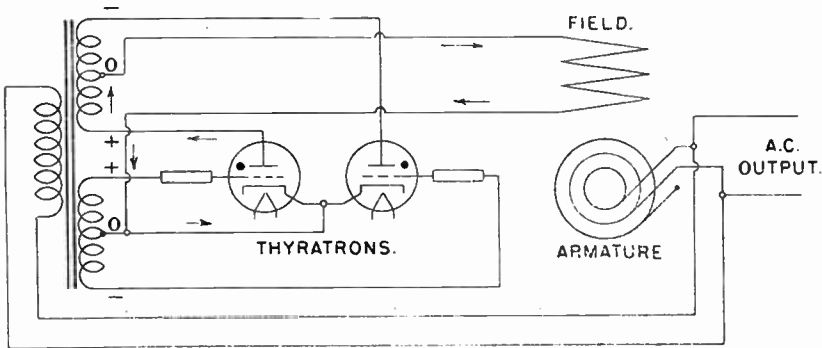 −
FIELD.
O
+
+
A.C.
OUTPUT.
O
THYRATRONS.
ARMATURE
−